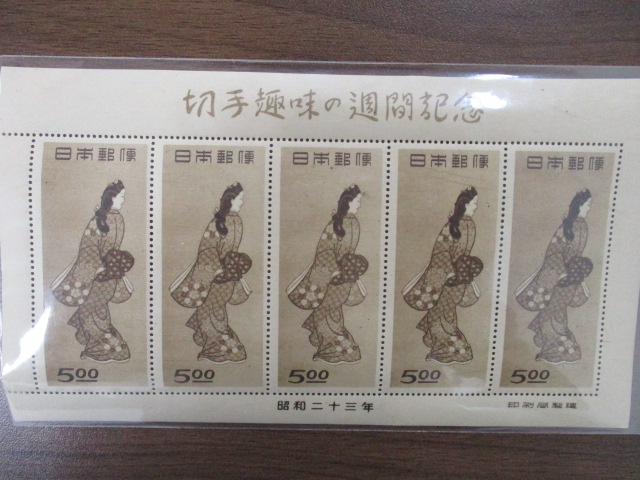 切手趣味の週間記念
日本郵便 日本郵便 日本郵便 日本郵便 日本郵便
5.00 5.00 5.00 5.00 5.00
昭和二十三年
印刷局製造